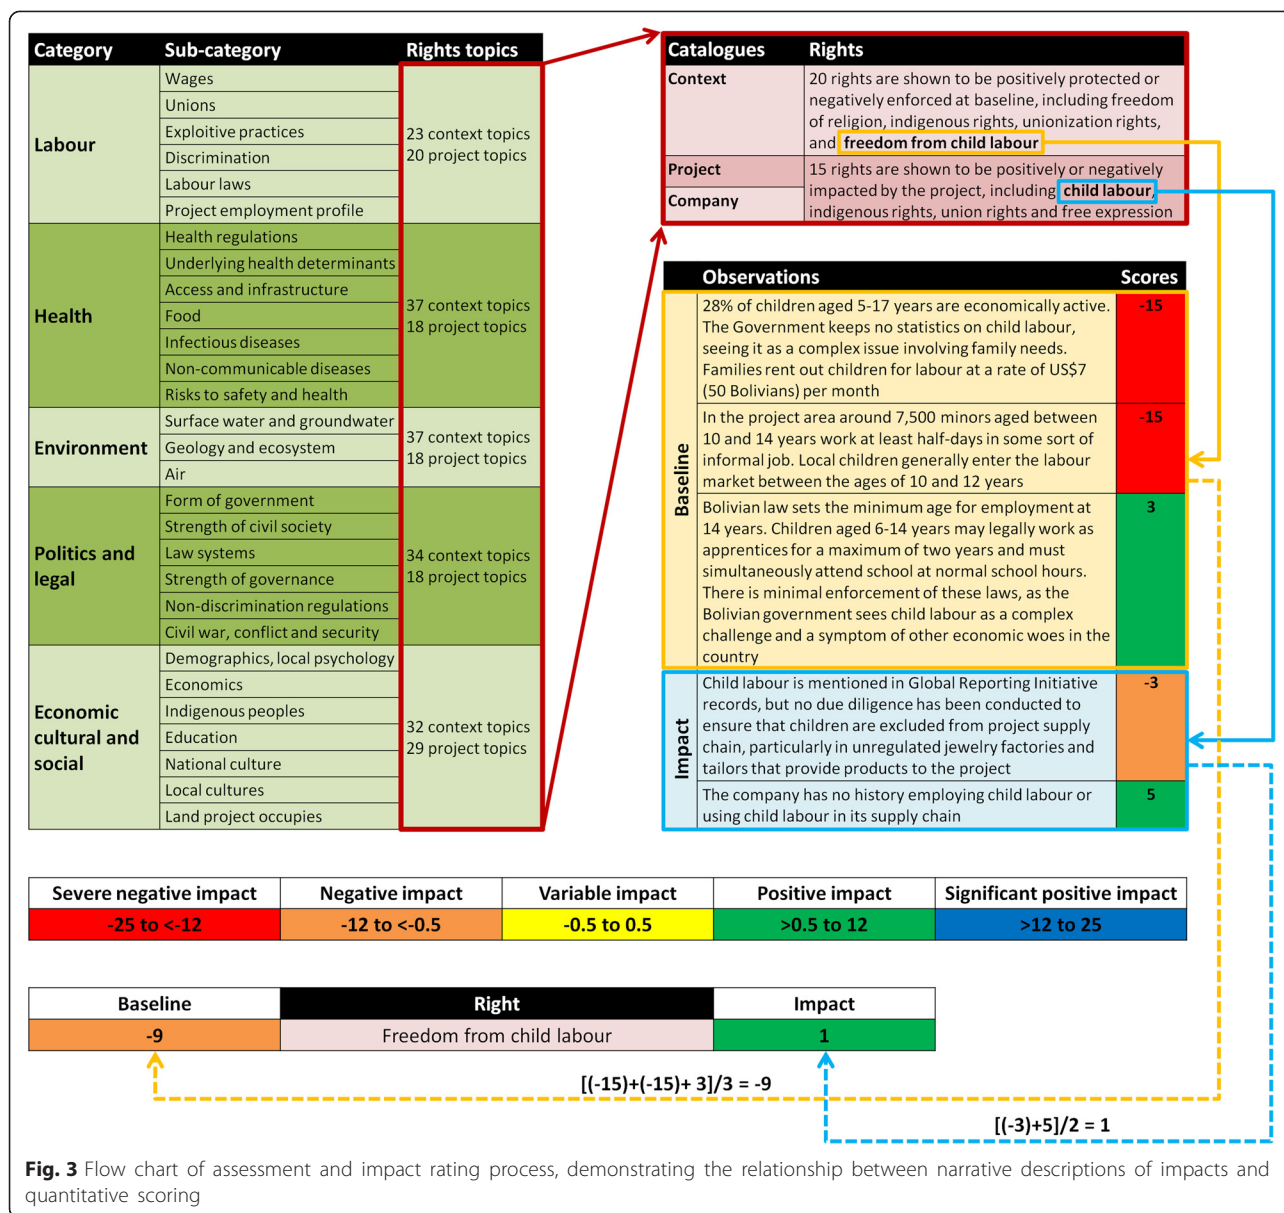 Category Sub-category Rights topics
Labour
Wages
Unions
Exploitive practices
Discrimination
Labour laws
Project employment profile
23 context topics
20 project topics
Health
Health regulations
Underlying health determinants
Access and infrastructure
Food
Infectious diseases
Non-communicable diseases
Risks to safety and health
37 context topics
18 project topics
Environment
Surface water and groundwater
Geology and ecosystem
Air
37 context topics
18 project topics
Politics and
legal
Form of government
Strength of civil society
Law systems
Strength of governance
Non-discrimination regulations
Civil war, conflict and security
34 context topics
18 project topics
Economic
cultural and
social
Demographics, local psychology
Economics
Indigenous peoples
Education
National culture
Local cultures
Land project occupies
32 context topics
29 project topics
Catalogues Rights
Context
20 rights are shown to be positively protected or
negatively enforced at baseline, including freedom
of religion, indigenous rights, unionization rights,
and freedom from child labour
Project
Company
15 rights are shown to be positively or negatively
impacted by the project, including child labour,
indigenous rights, union rights and free expression
Observations Scores
Baseline
28% of children aged 5-17 years are economically active.
The Government keeps no statistics on child labour,
seeing it as a complex issue involving family needs.
Families rent out children for labour at a rate of US$7
(50 Bolivians) per month
-15
In the project area around 7,500 minors aged between
10 and 14 years work at least half-days in some sort of
informal job. Local children generally enter the labour
market between the ages of 10 and 12 years
-15
Bolivian law sets the minimum age for employment at
14 years. Children aged 6-14 years may legally work as
apprentices for a maximum of two years and must
simultaneously attend school at normal school hours.
There is minimal enforcement of these laws, as the
Bolivian government sees child labour as a complex
challenge and a symptom of other economic woes in the
country
3
Impact
Child labour is mentioned in Global Reporting Initiative
records, but no due diligence has been conducted to
ensure that children are excluded from project supply
chain, particularly in unregulated jewelry factories and
tailors that provide products to the project
-3
The company has no history employing child labour or
using child labour in its supply chain
5
Severe negative impact Negative impact Variable impact Positive impact Significant positive impact
-25 to <-12 -12 to <-0.5 -0.5 to 0.5 >0.5 to 12 >12 to 25
Baseline Right Impact
-9 Freedom from child labour 1
[(-15)+(-15)+ 3]/3 = -9
[(-3)+5]/2 = 1
Fig. 3 Flow chart of assessment and impact rating process, demonstrating the relationship between narrative descriptions of impacts and
quantitative scoring